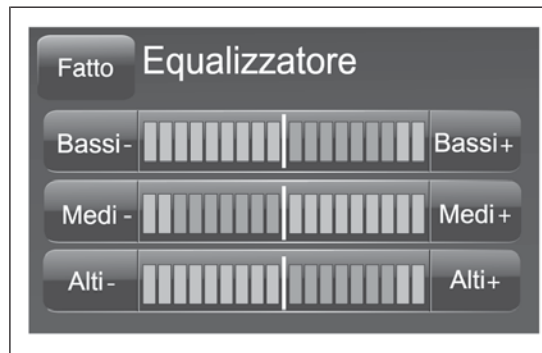 Fatto Equalizzatore
Bassi- Bassi+
Medi - Medi+
Alti- Alti+